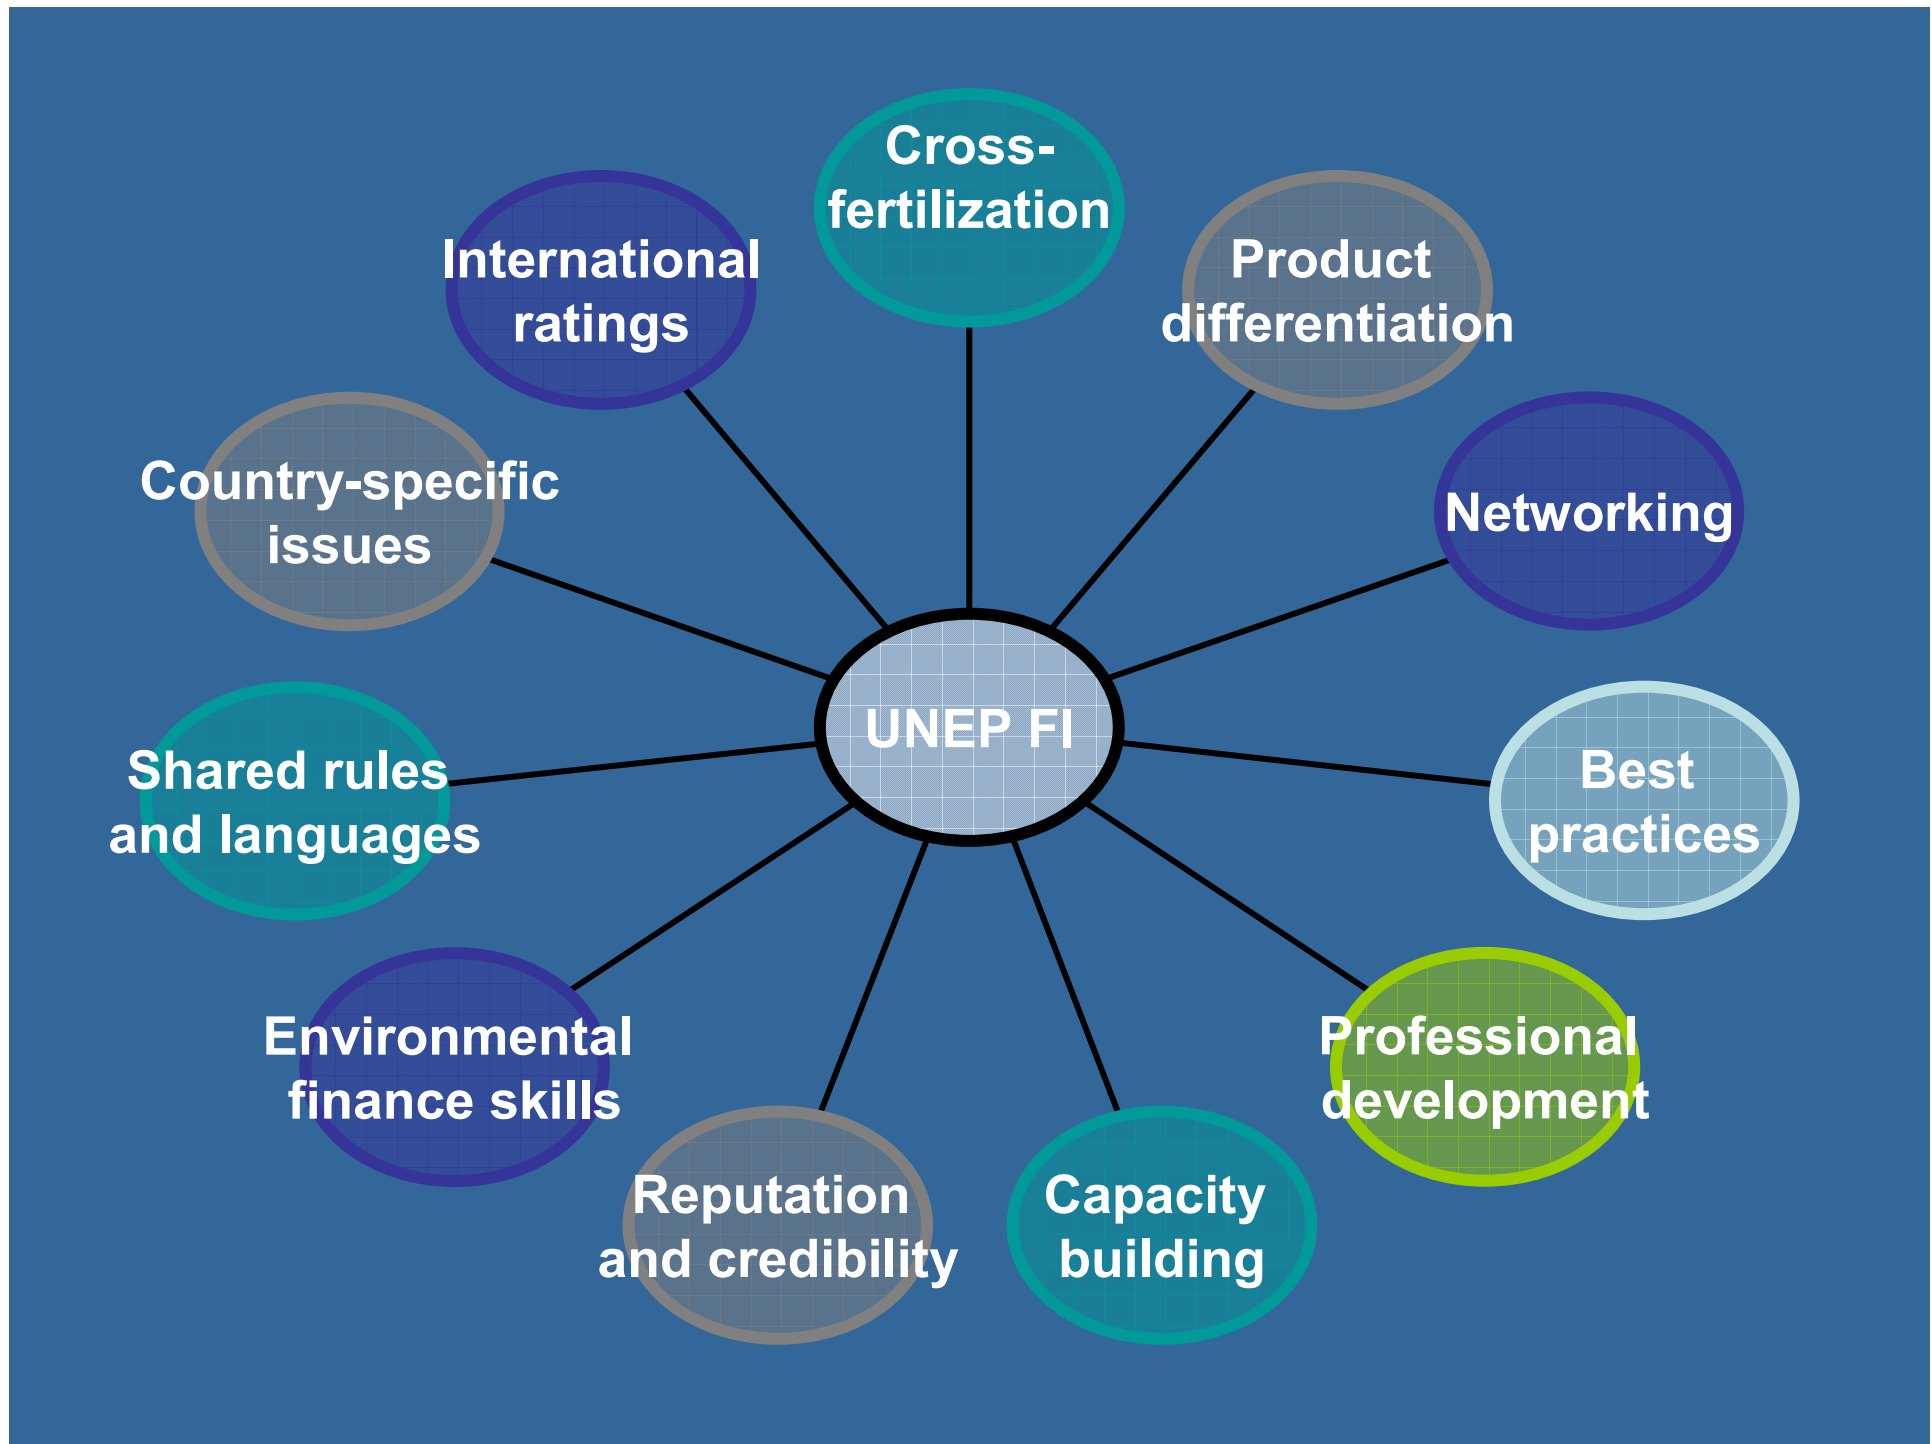 Cross-
fertilization
International
ratings
Product
differentiation
Country-specific
issues
Networking
UNEP FI
Shared rules
and languages
Best
practices
Environmental
finance skills
Professional
development
Reputation
and credibility
Capacity
building